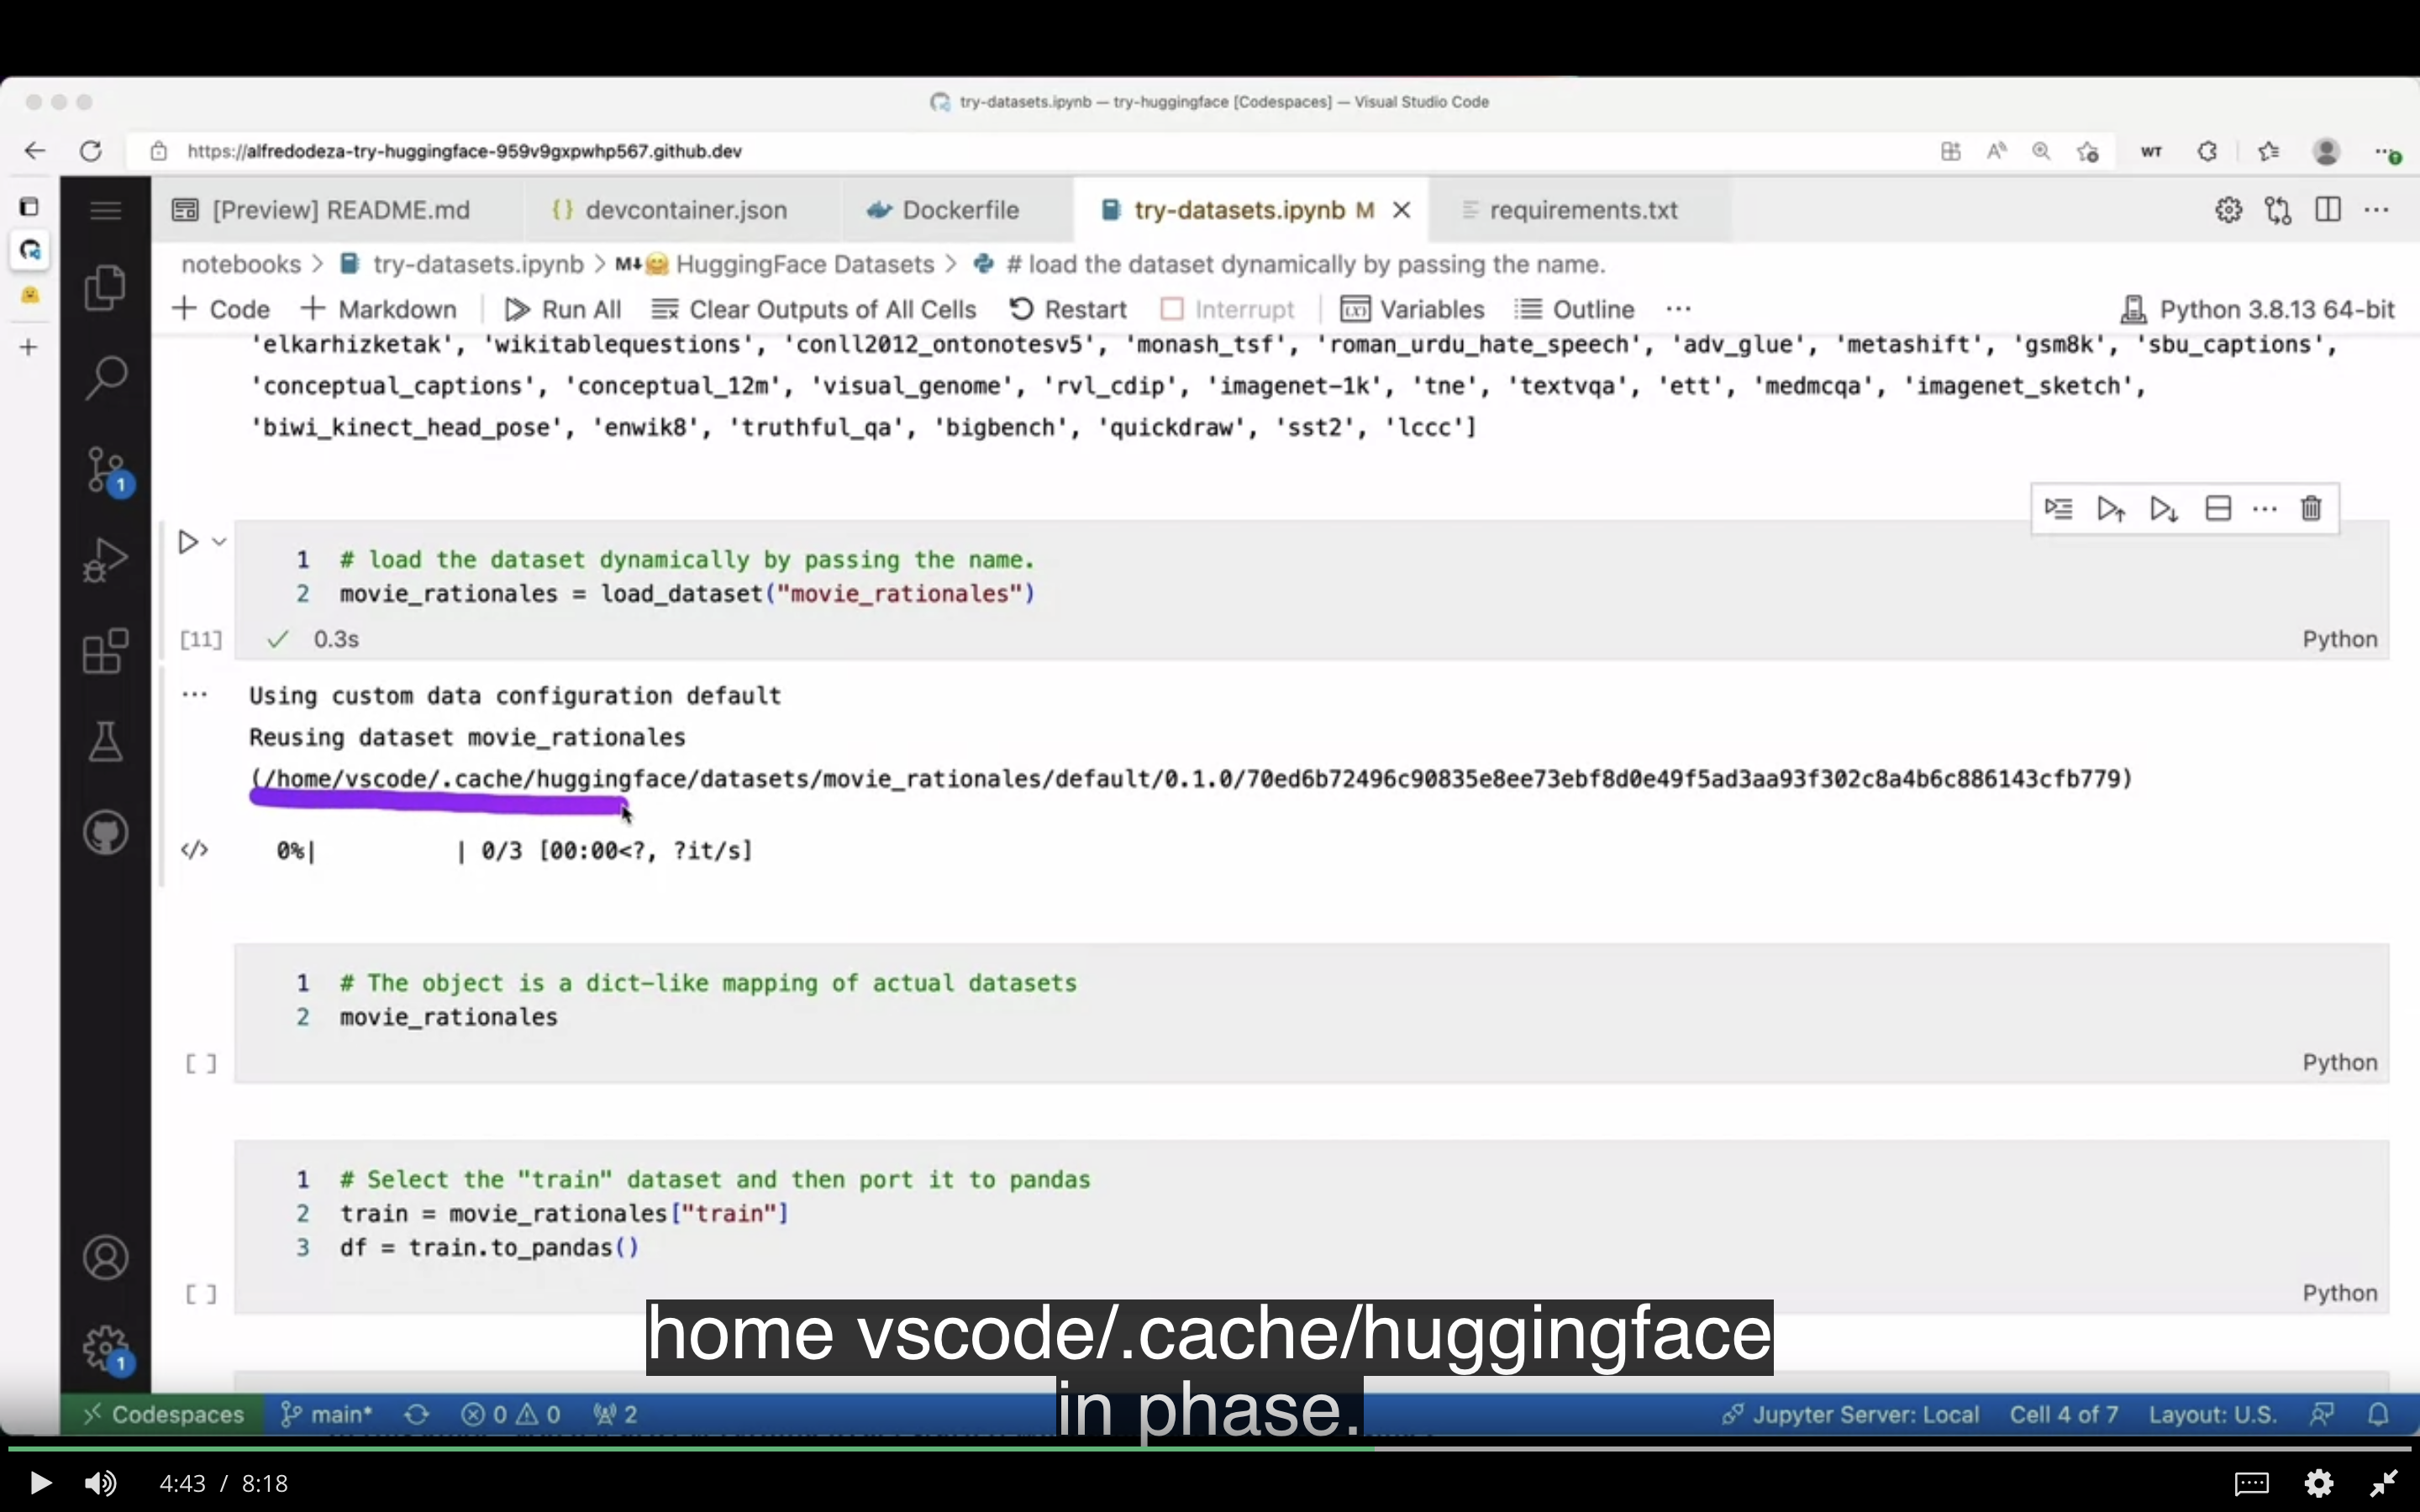 try-datasets.ipynb — try-huggingface [Codespaces] — Visual Studio Code
https://alfredodeza-try-huggingface-959v9gxpwhp567.github.dev
WT
[Preview] README.md
{} devcontainer.json
Dockerfile
try-datasets.ipynb M
requirements.txt
notebooks > try-datasets.ipynb > M↓🤗 HuggingFace Datasets > # load the dataset dynamically by passing the name.
+ Code + Markdown Run All Clear Outputs of All Cells Restart Interrupt Variables Outline ... Python 3.8.13 64-bit
'elkarhizketak', 'wikitablequestions', 'conll2012_ontonotesv5', 'monash_tsf', 'roman_urdu_hate_speech', 'adv_glue', 'metashift', 'gsm8k', 'sbu_captions',
'conceptual_captions', 'conceptual_12m', 'visual_genome', 'rvl_cdip', 'imagenet-1k', 'tne', 'textvqa', 'ett', 'medmcqa', 'imagenet_sketch',
'biwi_kinect_head_pose', 'enwik8', 'truthful_qa', 'bigbench', 'quickdraw', 'sst2', 'lccc']
1 # load the dataset dynamically by passing the name.
2 movie_rationales = load_dataset("movie_rationales")
[11] ✓ 0.3s Python
Using custom data configuration default
Reusing dataset movie_rationales
(/home/vscode/.cache/huggingface/datasets/movie_rationales/default/0.1.0/70ed6b72496c90835e8ee73ebf8d0e49f5ad3aa93f302c8a4b6c886143cfb779)
</> 0%| | 0/3 [00:00<?, ?it/s]
1 # The object is a dict-like mapping of actual datasets
2 movie_rationales
[ ] Python
1 # Select the "train" dataset and then port it to pandas
2 train = movie_rationales["train"]
3 df = train.to_pandas()
[ ] Python
home vscode/.cache/huggingface
in phase.
Codespaces main* 0 0 2 Jupyter Server: Local Cell 4 of 7 Layout: U.S.
4:43 / 8:18